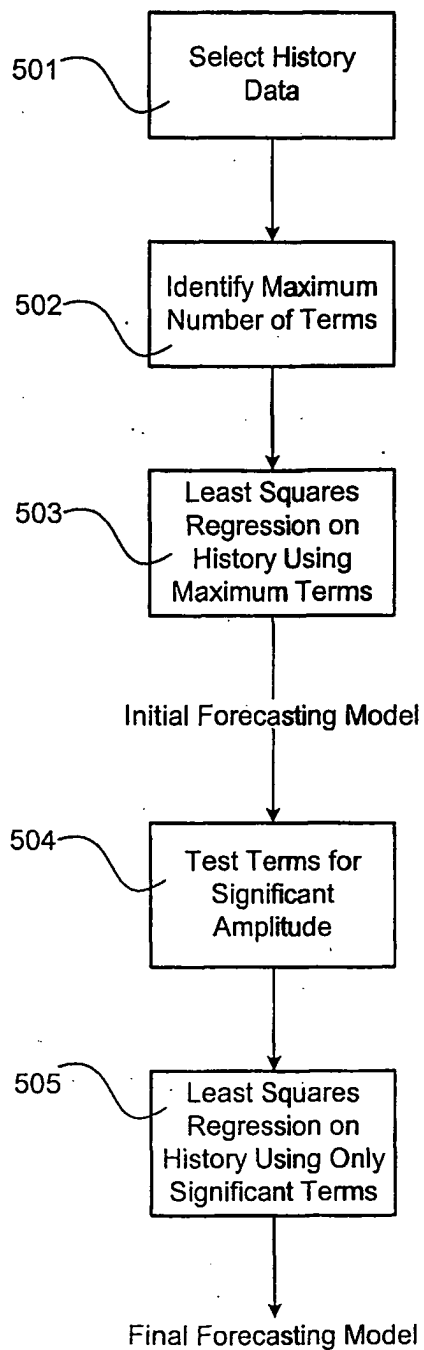 501
Select History
Data
502
Identify Maximum
Number of Terms
503
Least Squares
Regression on
History Using
Maximum Terms
Initial Forecasting Model
504
Test Terms for
Significant
Amplitude
505
Least Squares
Regression on
History Using Only
Significant Terms
Final Forecasting Model